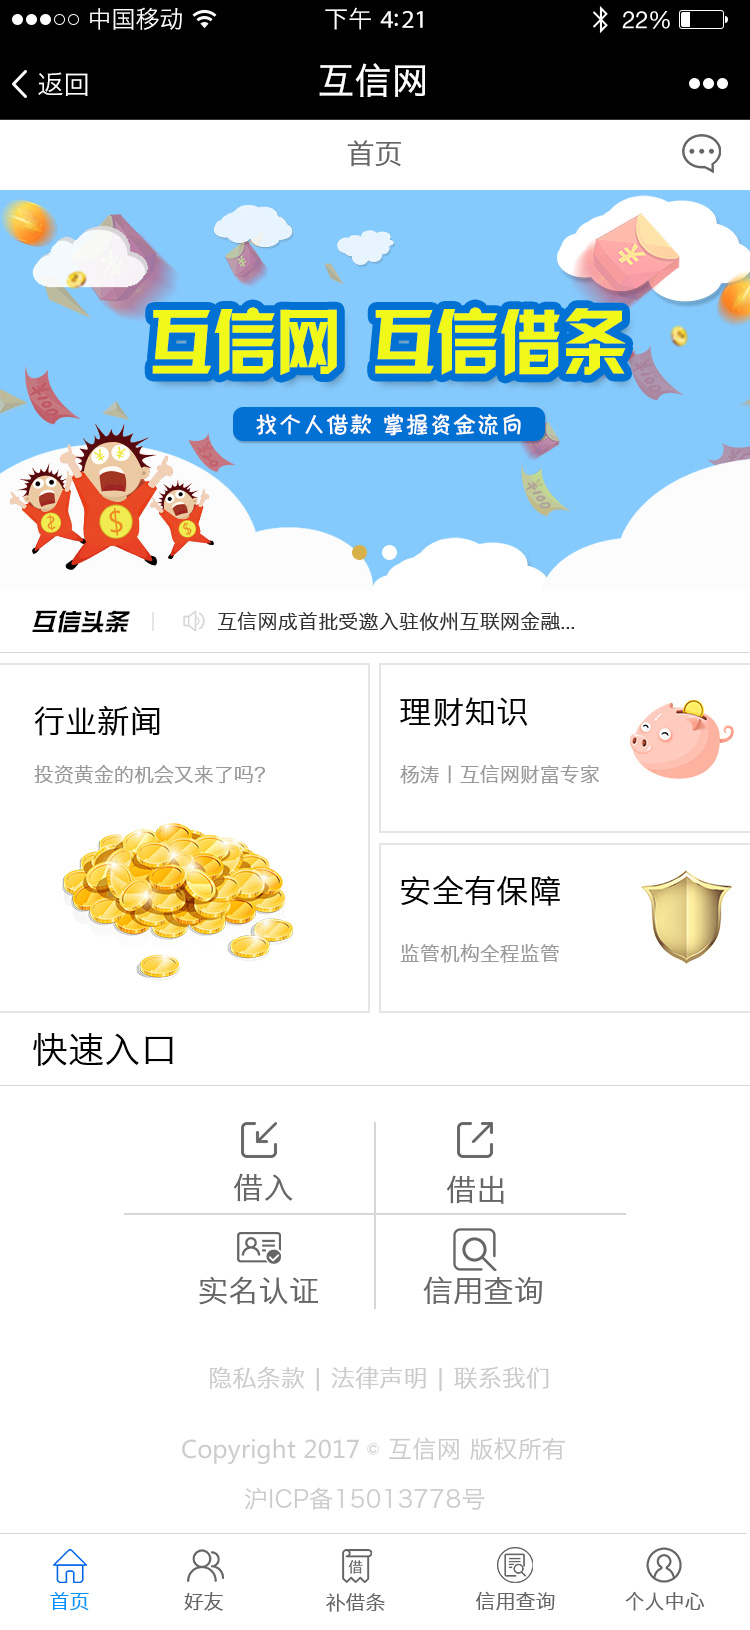 中国移动 下午 4:21 22%
返回 互信网
首页
互信网 互信借条
找个人借款 掌握资金流向
¥100
¥100
互信头条 互信网成首批受邀入驻攸州互联网金融...
行业新闻
投资黄金的机会又来了吗?
理财知识
杨涛丨互信网财富专家
安全有保障
监管机构全程监管
快速入口
借入 借出
实名认证 信用查询
隐私条款 | 法律声明 | 联系我们
Copyright 2017 © 互信网 版权所有
沪ICP备15013778号
借
首页 好友 补借条 信用查询 个人中心